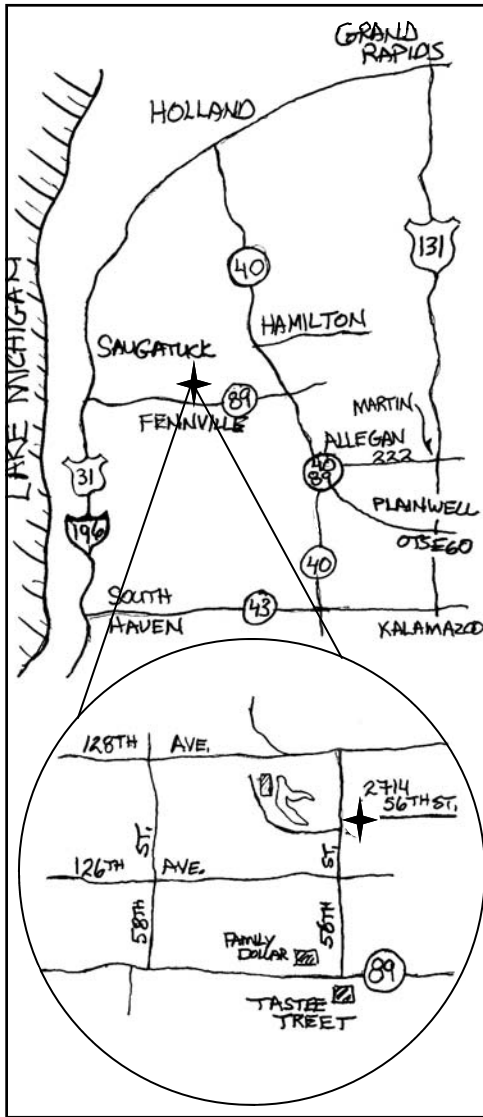 GRAND
RAPIDS
HOLLAND
131
40
LAKE MICHIGAN
HAMILTON
SAUGATUCK
89
FENNVILLE
MARTIN
ALLEGAN
222
40
89
31
PLAINWELL
OTSEGO
196
40
SOUTH
HAVEN
43
KALAMAZOO
128TH AVE.
2714
56TH ST.
58TH ST.
58TH ST.
126TH AVE.
FAMILY
DOLLAR
89
TASTEE
TREET